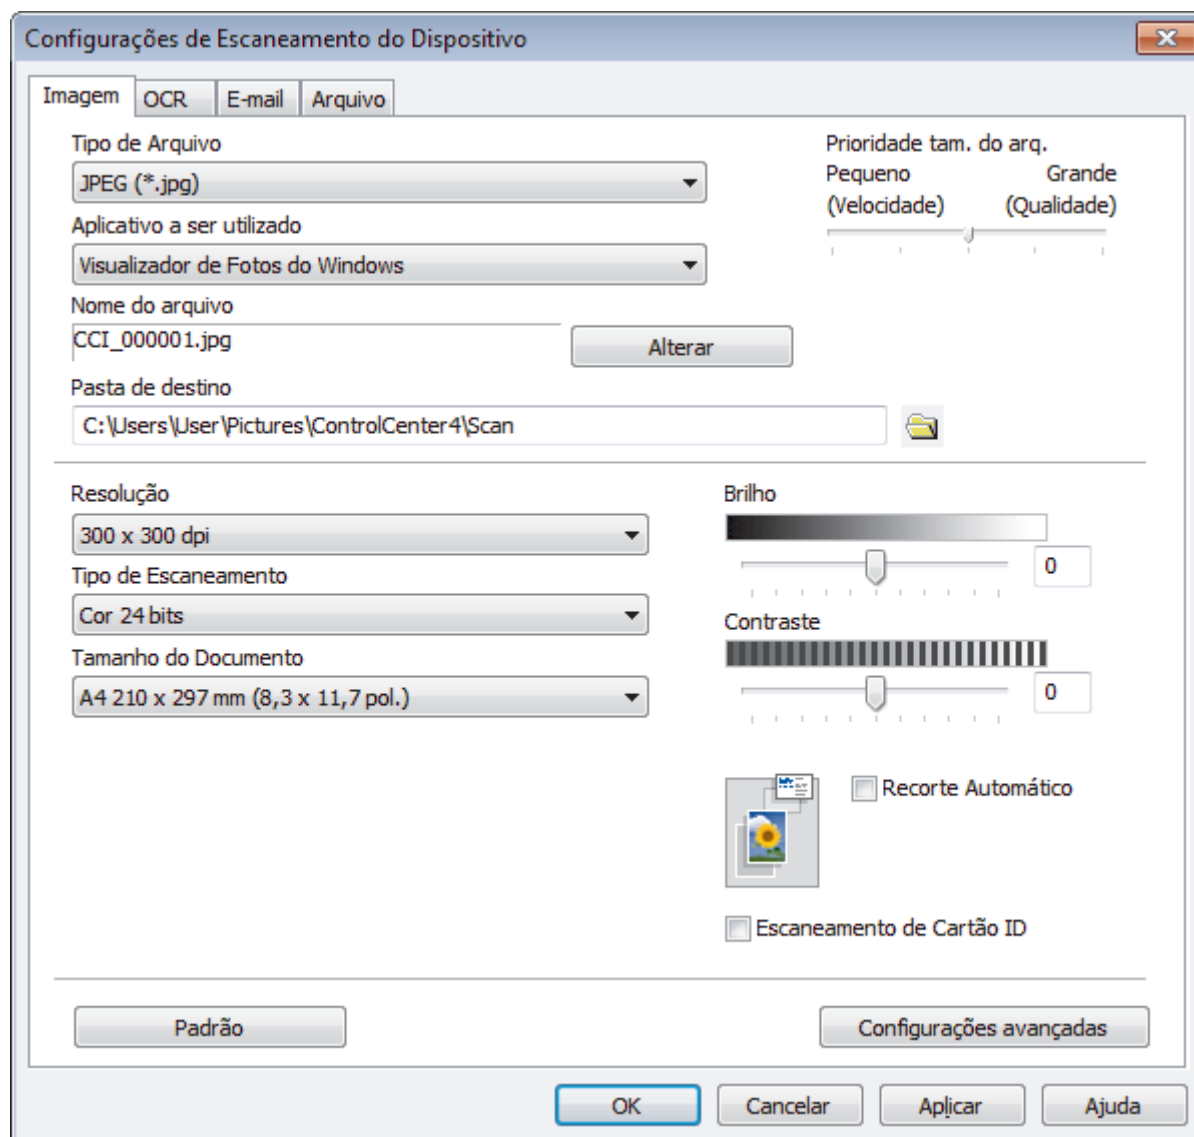 Configurações de Escaneamento do Dispositivo
Imagem OCR E-mail Arquivo
Tipo de Arquivo
JPEG (*.jpg)
Aplicativo a ser utilizado
Visualizador de Fotos do Windows
Nome do arquivo
CCI_000001.jpg
Alterar
Pasta de destino
C:\Users\User\Pictures\ControlCenter4\Scan
Prioridade tam. do arq.
Pequeno Grande
(Velocidade) (Qualidade)
Resolução
300 x 300 dpi
Tipo de Escaneamento
Cor 24 bits
Tamanho do Documento
A4 210 x 297 mm (8,3 x 11,7 pol.)
Brilho
0
Contraste
0
Recorte Automático
Escaneamento de Cartão ID
Padrão
Configurações avançadas
OK Cancelar Aplicar Ajuda